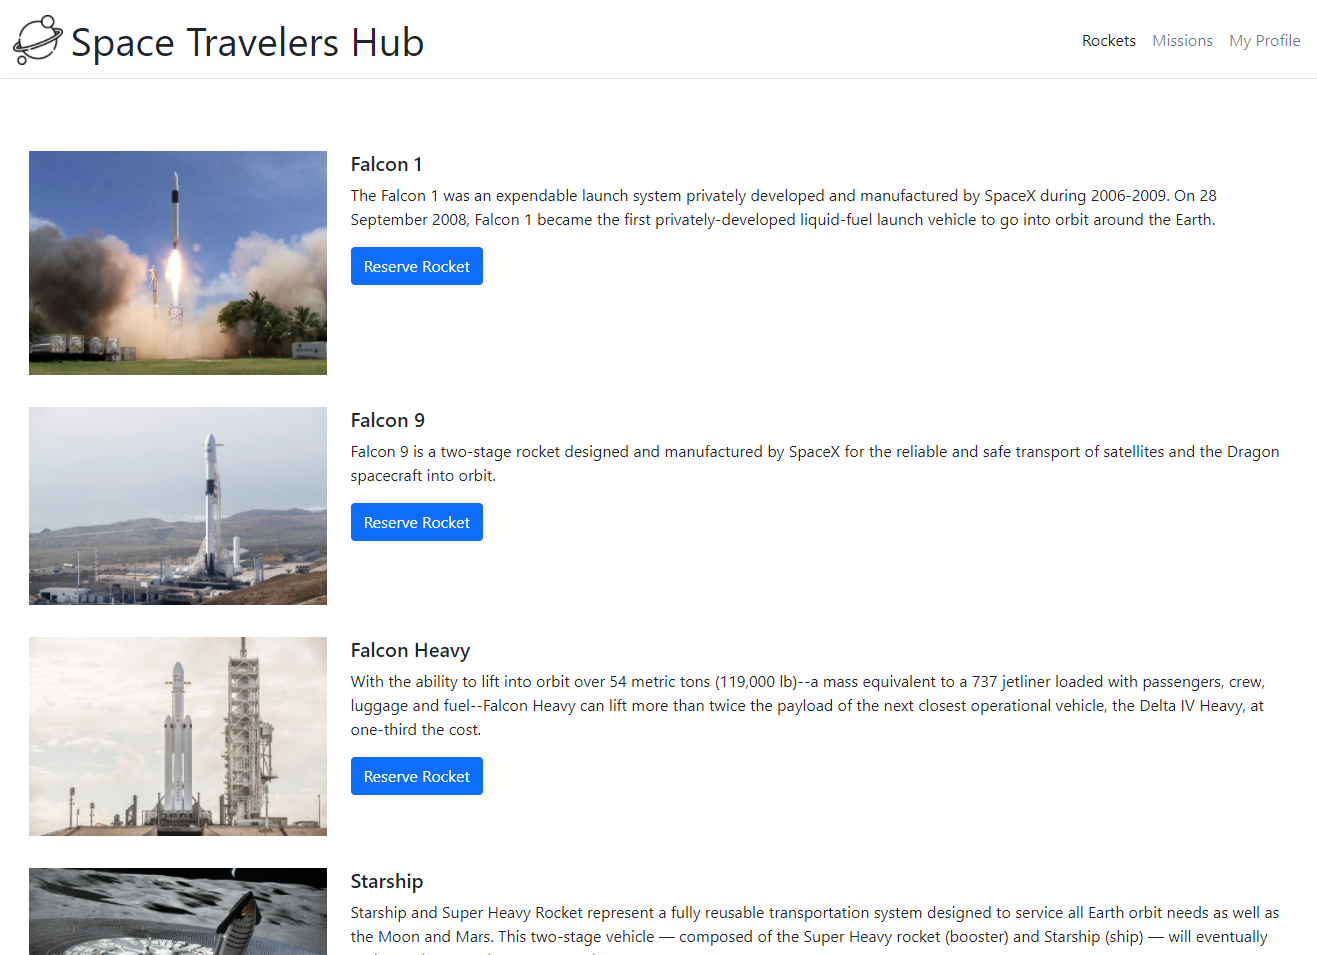 Space Travelers Hub
Rockets Missions My Profile
Falcon 1
The Falcon 1 was an expendable launch system privately developed and manufactured by SpaceX during 2006-2009. On 28
September 2008, Falcon 1 became the first privately-developed liquid-fuel launch vehicle to go into orbit around the Earth.
Reserve Rocket
Falcon 9
Falcon 9 is a two-stage rocket designed and manufactured by SpaceX for the reliable and safe transport of satellites and the Dragon
spacecraft into orbit.
Reserve Rocket
Falcon Heavy
With the ability to lift into orbit over 54 metric tons (119,000 lb)--a mass equivalent to a 737 jetliner loaded with passengers, crew,
luggage and fuel--Falcon Heavy can lift more than twice the payload of the next closest operational vehicle, the Delta IV Heavy, at
one-third the cost.
Reserve Rocket
Starship
Starship and Super Heavy Rocket represent a fully reusable transportation system designed to service all Earth orbit needs as well as
the Moon and Mars. This two-stage vehicle — composed of the Super Heavy rocket (booster) and Starship (ship) — will eventually